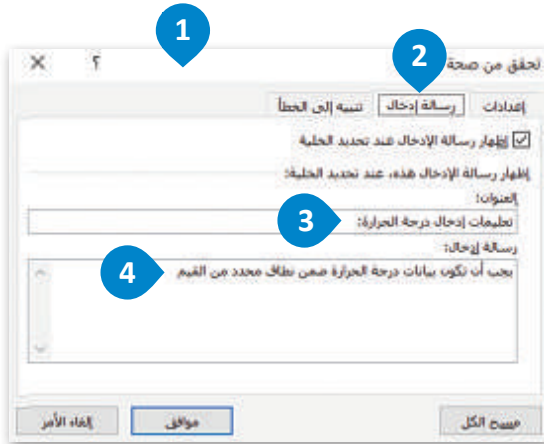 1
2
تحقق من صحة
؟
إعدادات
رسالة إدخال
تنبيه إلى الخطأ
إظهار رسالة الإدخال عند تحديد الخلية
إظهار رسالة الإدخال هذه، عند تحديد الخلية:
العنوان:
تعليمات إدخال درجة الحرارة:
3
رسالة إدخال:
يجب أن تكون بيانات درجة الحرارة ضمن نطاق محدد من القيم
4
مسح الكل
موافق
إلغاء الأمر